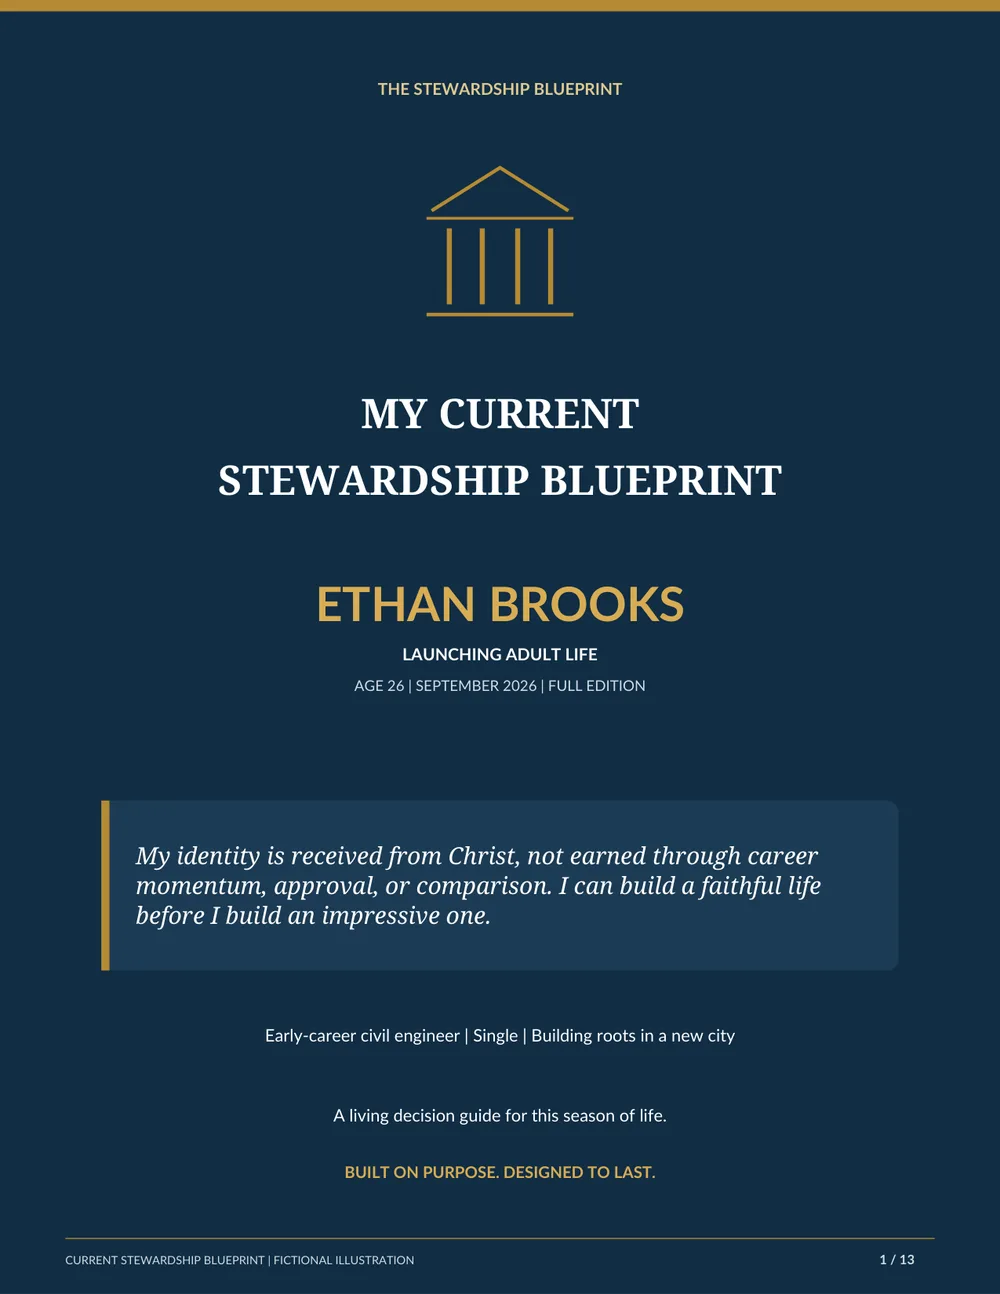 THE STEWARDSHIP BLUEPRINT
MY CURRENT
STEWARDSHIP BLUEPRINT
ETHAN BROOKS
LAUNCHING ADULT LIFE
AGE 26 | SEPTEMBER 2026 | FULL EDITION
My identity is received from Christ, not earned through career
momentum, approval, or comparison. I can build a faithful life
before I build an impressive one.
Early-career civil engineer | Single | Building roots in a new city
A living decision guide for this season of life.
BUILT ON PURPOSE. DESIGNED TO LAST.
CURRENT STEWARDSHIP BLUEPRINT | FICTIONAL ILLUSTRATION
1 / 13